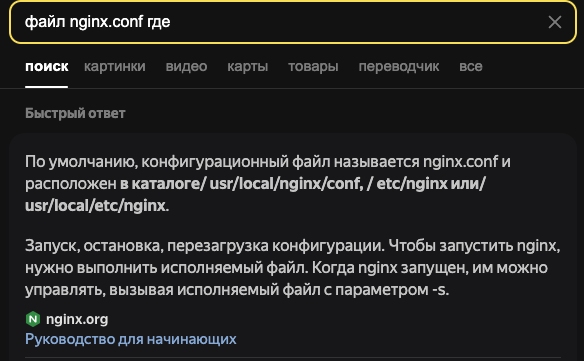 файл nginx.conf где
поиск картинки видео карты товары переводчик все
Быстрый ответ
По умолчанию, конфигурационный файл называется nginx.conf и
расположен в каталоге/ usr/local/nginx/conf, / etc/nginx или/
usr/local/etc/nginx.
Запуск, остановка, перезагрузка конфигурации. Чтобы запустить nginx,
нужно выполнить исполняемый файл. Когда nginx запущен, им можно
управлять, вызывая исполняемый файл с параметром -s.
N nginx.org
Руководство для начинающих